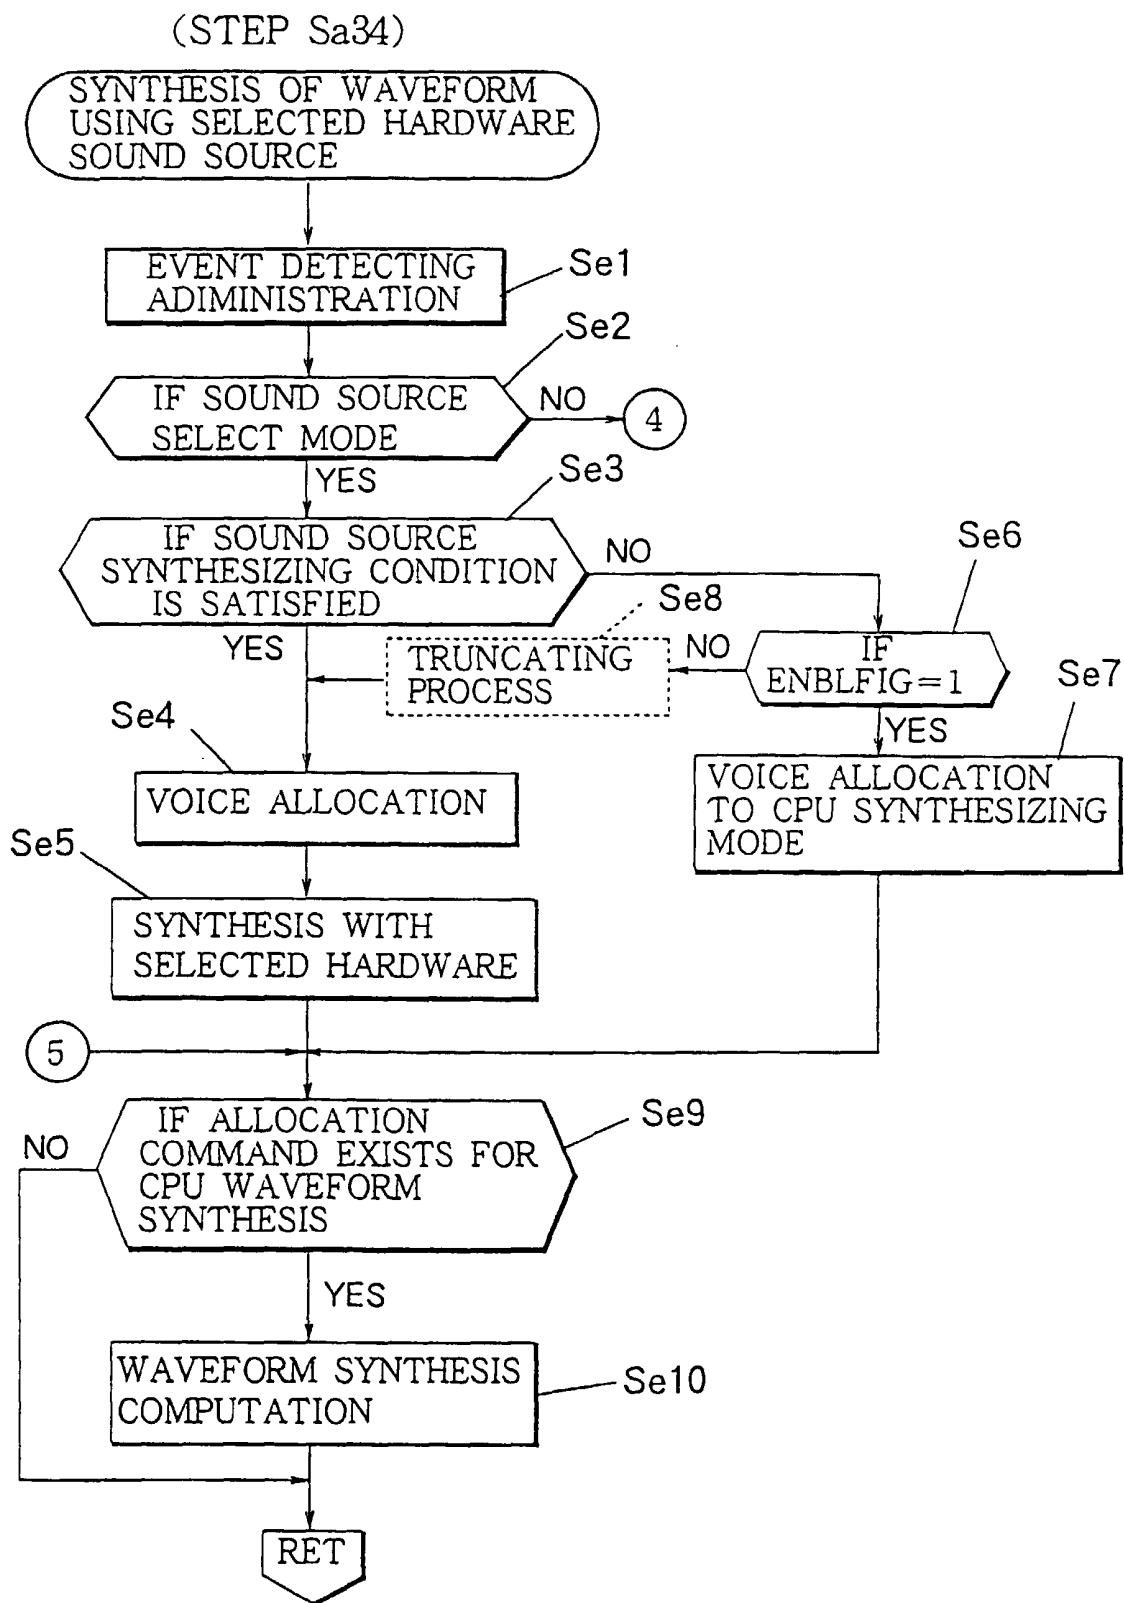 (STEP Sa34)
SYNTHESIS OF WAVEFORM
USING SELECTED HARDWARE
SOUND SOURCE
EVENT DETECTING
ADIMINISTRATION
Se1
Se2
IF SOUND SOURCE
SELECT MODE
NO
4
YES
Se3
IF SOUND SOURCE
SYNTHESIZING CONDITION
IS SATISFIED
NO
YES
Se6
IF
ENBLFIG=1
NO
YES
Se8
TRUNCATING
PROCESS
Se7
VOICE ALLOCATION
TO CPU SYNTHESIZING
MODE
Se4
VOICE ALLOCATION
Se5
SYNTHESIS WITH
SELECTED HARDWARE
5
Se9
IF ALLOCATION
COMMAND EXISTS FOR
CPU WAVEFORM
SYNTHESIS
NO
YES
WAVEFORM SYNTHESIS
COMPUTATION
Se10
RET